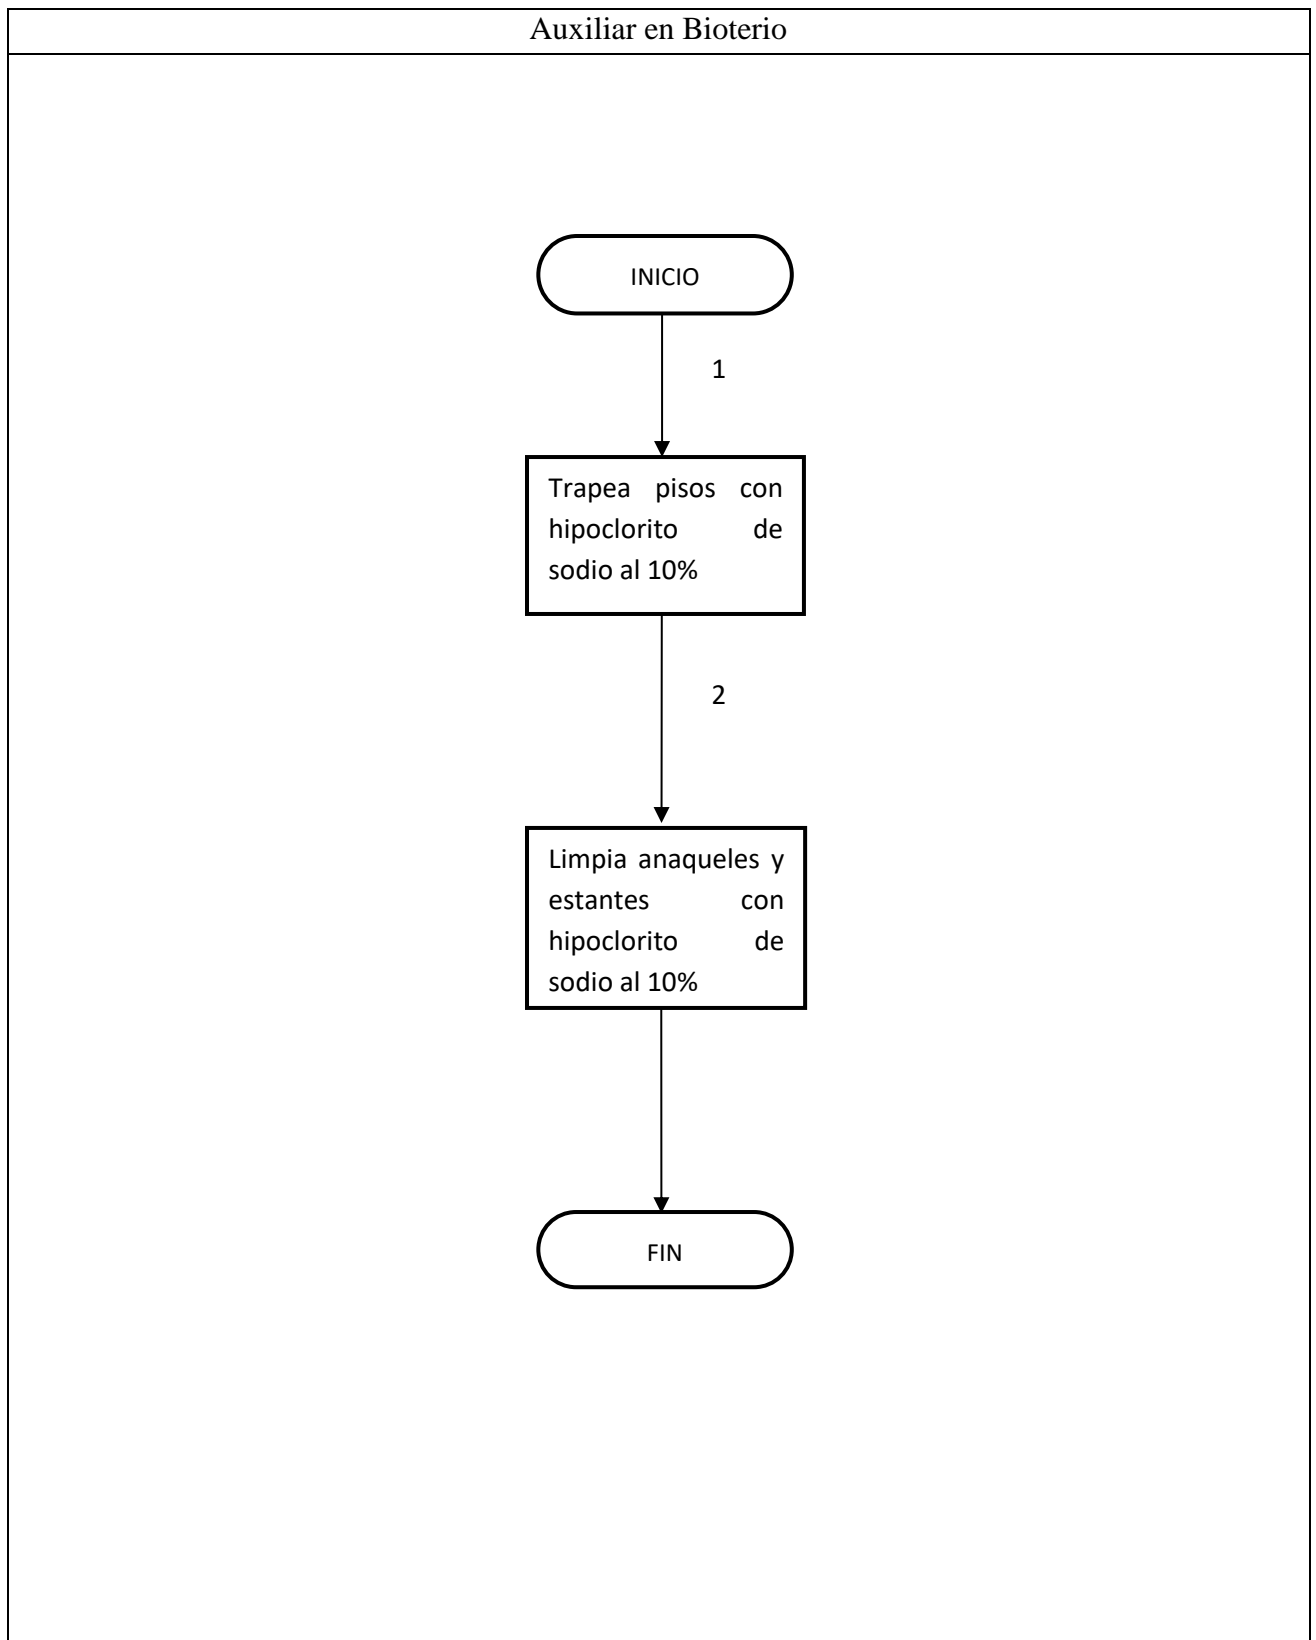 Auxiliar en Bioterio
INICIO
1
Trapea pisos con
hipoclorito de
sodio al 10%
2
Limpia anaqueles y
estantes con
hipoclorito de
sodio al 10%
FIN